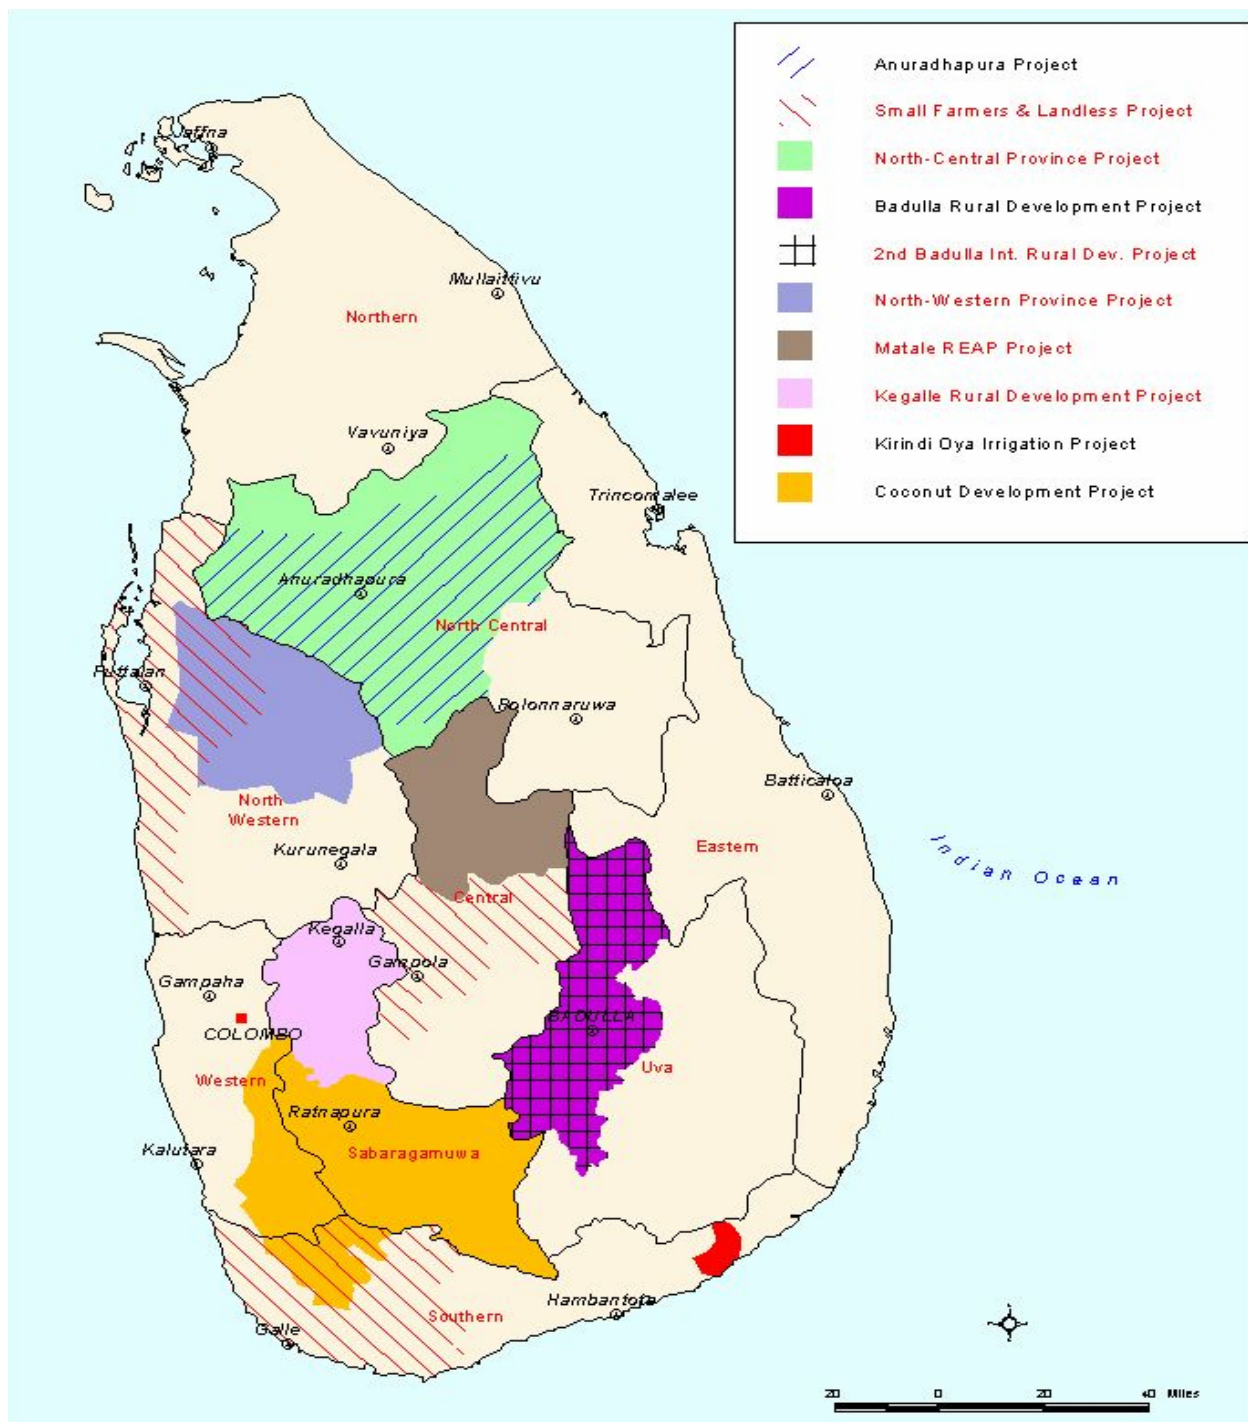 Anuradhapura Project
Small Farmers & Landless Project
North-Central Province Project
Badulla Rural Development Project
2nd Badulla Int. Rural Dev. Project
North-Western Province Project
Matale REAP Project
Kegalle Rural Development Project
Kirindi Oya Irrigation Project
Coconut Development Project
Jaffna
Mullaittivu
Northern
Vavuniya
Trincomalee
Anuradhapura
North Central
Puttalan
Polonnaruwa
Batticaloa
North
Western
Kurunegala
Eastern
Indian Ocean
Central
Kegalla
Gampola
Gampaha
COLOMBO
BADULLA
Western
Uva
Ratnapura
Kalutara
Sabaragamuwa
Hambantota
Southern
Galle
20 0 20 40 Miles